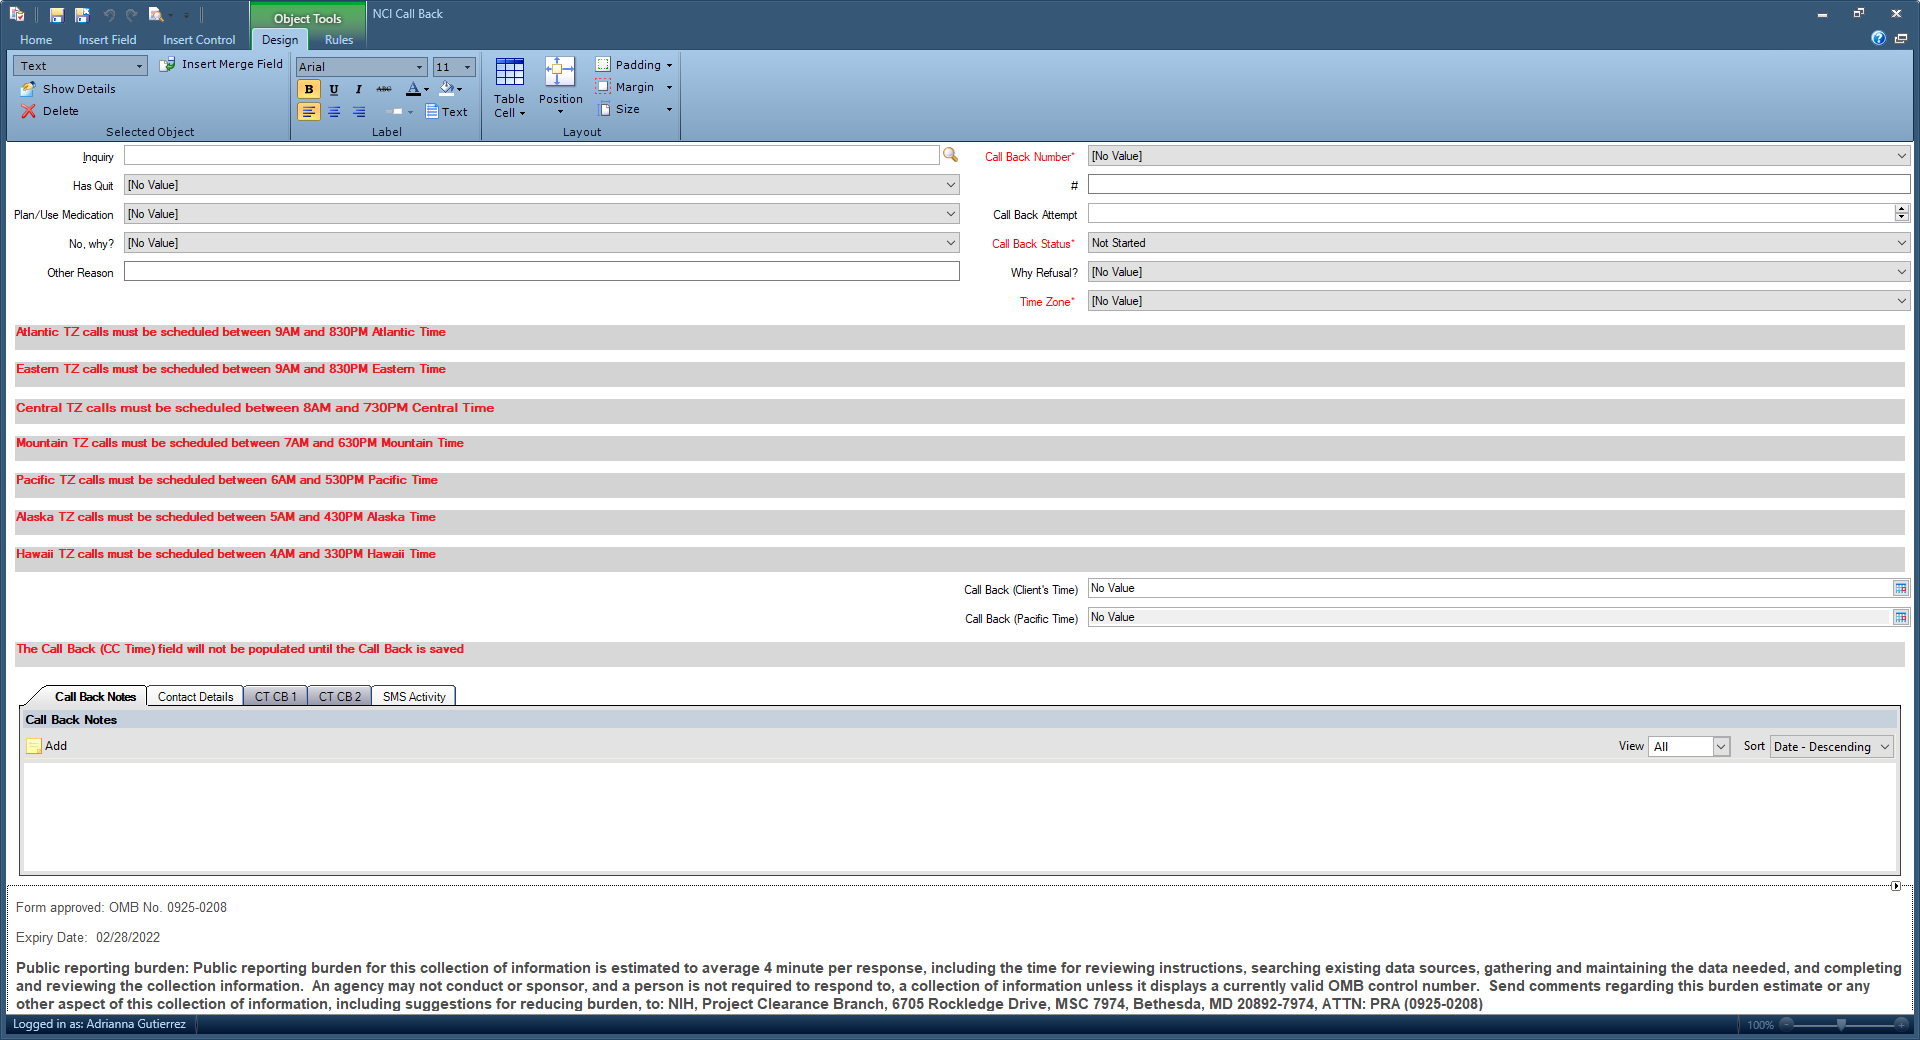 Object Tools
NCI Call Back
Home
Insert Field
Insert Control
Design
Rules
Text
Insert Merge Field
Show Details
Delete
Selected Object
Arial
11
B U I ABC A
Text
Label
Table
Cell
Position
Padding
Margin
Size
Layout
Inquiry
Call Back Number*
[No Value]
Has Quit
[No Value]
#
Plan/Use Medication
[No Value]
Call Back Attempt
No, why?
[No Value]
Call Back Status*
Not Started
Other Reason
Why Refusal?
[No Value]
Time Zone*
[No Value]
Atlantic TZ calls must be scheduled between 9AM and 830PM Atlantic Time
Eastern TZ calls must be scheduled between 9AM and 830PM Eastern Time
Central TZ calls must be scheduled between 8AM and 730PM Central Time
Mountain TZ calls must be scheduled between 7AM and 630PM Mountain Time
Pacific TZ calls must be scheduled between 6AM and 530PM Pacific Time
Alaska TZ calls must be scheduled between 5AM and 430PM Alaska Time
Hawaii TZ calls must be scheduled between 4AM and 330PM Hawaii Time
Call Back (Client's Time)
No Value
Call Back (Pacific Time)
No Value
The Call Back (CC Time) field will not be populated until the Call Back is saved
Call Back Notes
Contact Details
CT CB 1
CT CB 2
SMS Activity
Call Back Notes
Add
View
All
Sort
Date - Descending
Form approved: OMB No. 0925-0208
Expiry Date:  02/28/2022
Public reporting burden: Public reporting burden for this collection of information is estimated to average 4 minute per response, including the time for reviewing instructions, searching existing data sources, gathering and maintaining the data needed, and completing
and reviewing the collection information.  An agency may not conduct or sponsor, and a person is not required to respond to, a collection of information unless it displays a currently valid OMB control number.  Send comments regarding this burden estimate or any
other aspect of this collection of information, including suggestions for reducing burden, to: NIH, Project Clearance Branch, 6705 Rockledge Drive, MSC 7974, Bethesda, MD 20892-7974, ATTN: PRA (0925-0208)
Logged in as: Adrianna Gutierrez
100%